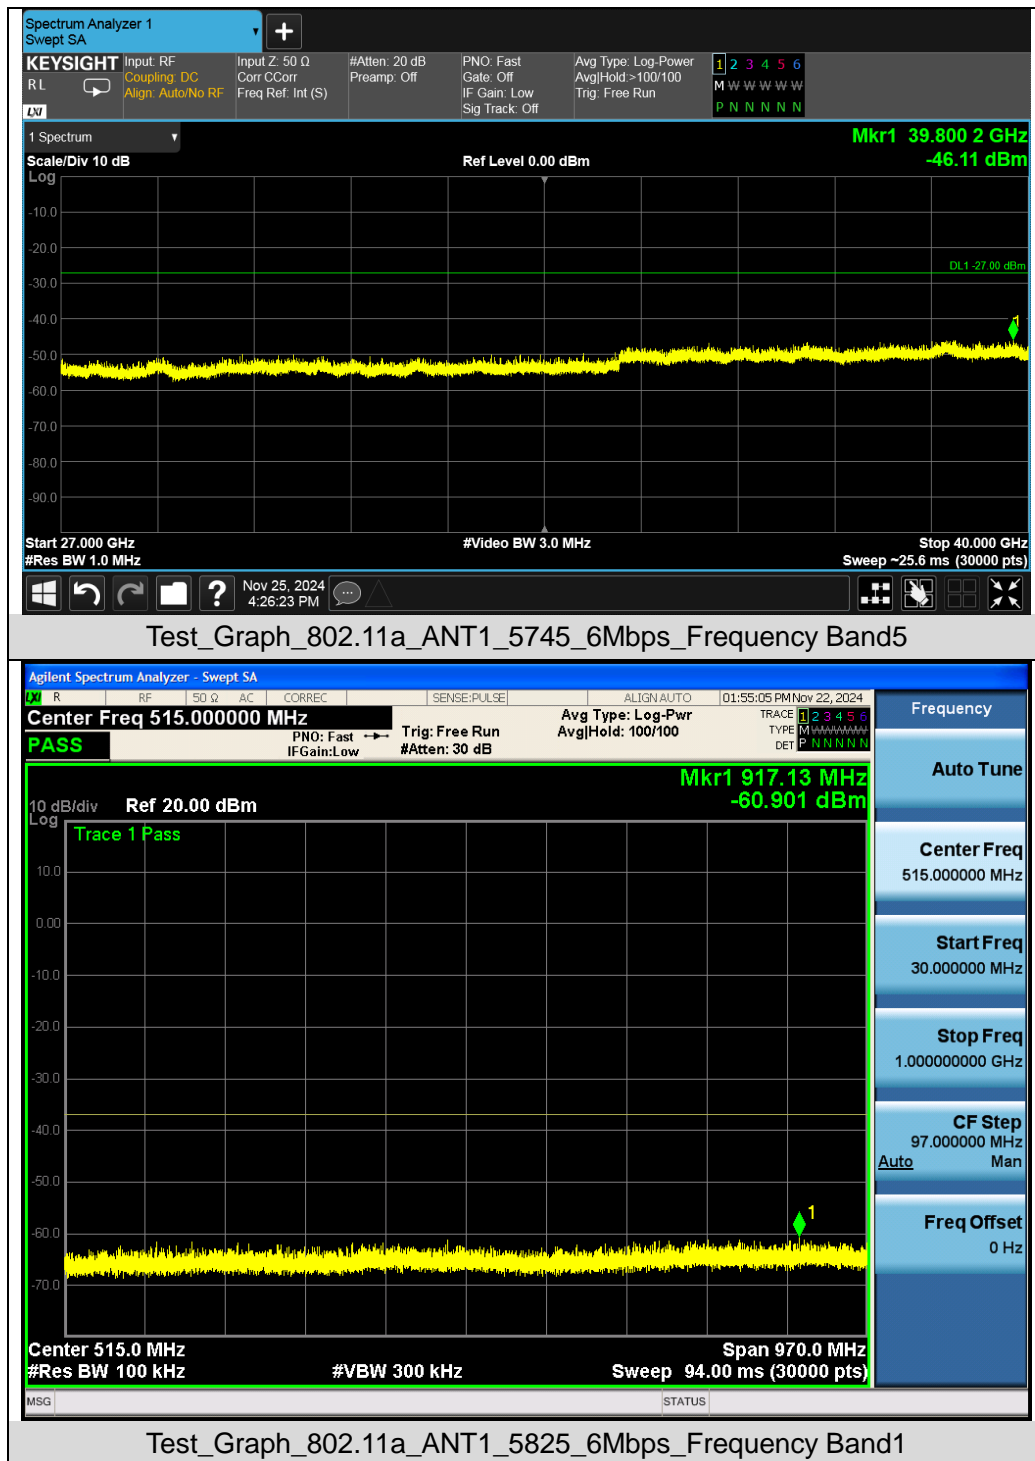 Spectrum Analyzer 1
Swept SA
+
KEYSIGHT
R L
LXI
Input: RF
Coupling: DC
Align: Auto/No RF
Input Z: 50 Ω
Corr CCorr
Freq Ref: Int (S)
#Atten: 20 dB
Preamp: Off
PNO: Fast
Gate: Off
IF Gain: Low
Sig Track: Off
Avg Type: Log-Power
Avg|Hold:>100/100
Trig: Free Run
1 2 3 4 5 6
M W W W W W
P N N N N N
1 Spectrum
Mkr1 39.800 2 GHz
-46.11 dBm
Scale/Div 10 dB
Ref Level 0.00 dBm
Log
-10.0
-20.0
DL1 -27.00 dBm
-30.0
-40.0
1
-50.0
-60.0
-70.0
-80.0
-90.0
Start 27.000 GHz
#Video BW 3.0 MHz
Stop 40.000 GHz
#Res BW 1.0 MHz
Sweep ~25.6 ms (30000 pts)
?
Nov 25, 2024
4:26:23 PM
Test_Graph_802.11a_ANT1_5745_6Mbps_Frequency Band5
Agilent Spectrum Analyzer - Swept SA
LXI R RF 50 Ω AC CORREC SENSE:PULSE ALIGN AUTO 01:55:05 PM Nov 22, 2024
Center Freq 515.000000 MHz
PASS
PNO: Fast
IFGain:Low
Trig: Free Run
#Atten: 30 dB
Avg Type: Log-Pwr
Avg|Hold: 100/100
TRACE 1 2 3 4 5 6
TYPE M W W W W W
DET P N N N N N
Mkr1 917.13 MHz
-60.901 dBm
10 dB/div Ref 20.00 dBm
Log
Trace 1 Pass
10.0
0.00
-10.0
-20.0
-30.0
-40.0
-50.0
1
-60.0
-70.0
Center 515.0 MHz
Span 970.0 MHz
#Res BW 100 kHz
#VBW 300 kHz
Sweep 94.00 ms (30000 pts)
Frequency
Auto Tune
Center Freq
515.000000 MHz
Start Freq
30.000000 MHz
Stop Freq
1.000000000 GHz
CF Step
97.000000 MHz
Auto Man
Freq Offset
0 Hz
MSG
STATUS
Test_Graph_802.11a_ANT1_5825_6Mbps_Frequency Band1